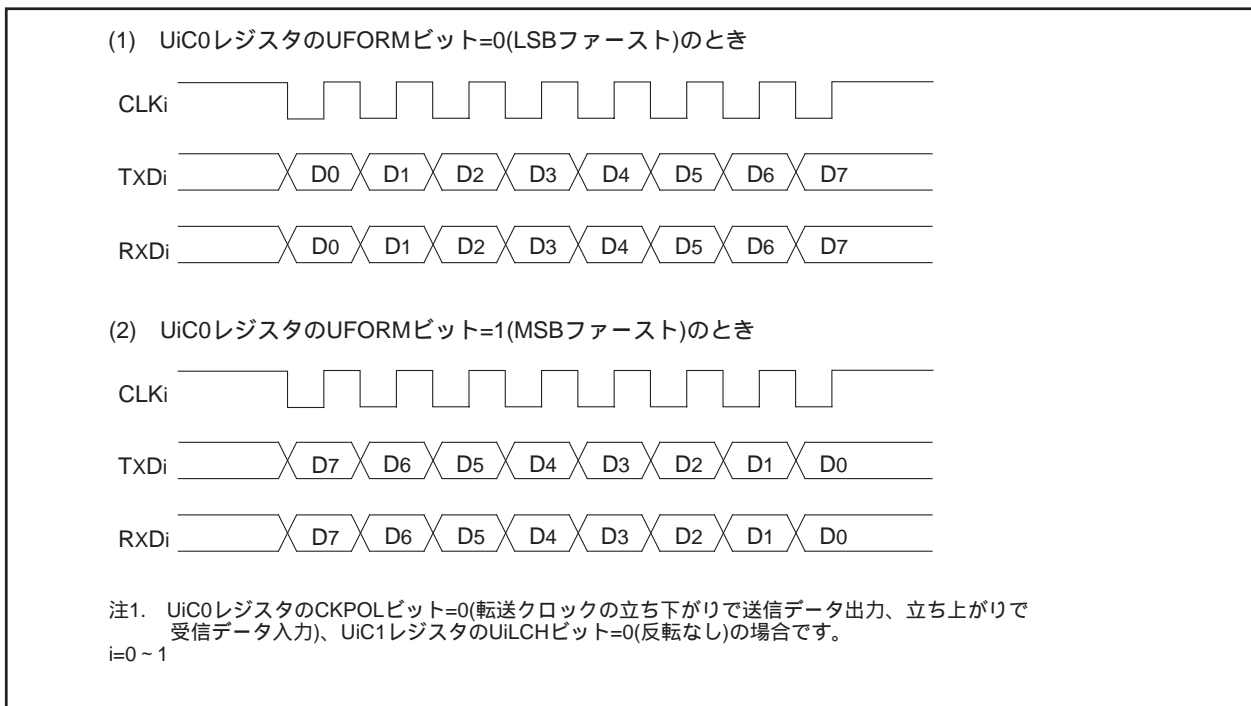 (1) UiC0レジスタのUFORMビット=0(LSBファースト)のとき
CLKi
TXDi D0 D1 D2 D3 D4 D5 D6 D7
RXDi D0 D1 D2 D3 D4 D5 D6 D7
(2) UiC0レジスタのUFORMビット=1(MSBファースト)のとき
CLKi
TXDi D7 D6 D5 D4 D3 D2 D1 D0
RXDi D7 D6 D5 D4 D3 D2 D1 D0
注1. UiC0レジスタのCKPOLビット=0(転送クロックの立ち下がりで送信データ出力、立ち上がりで
受信データ入力)、UiC1レジスタのUiLCHビット=0(反転なし)の場合です。
i=0～1